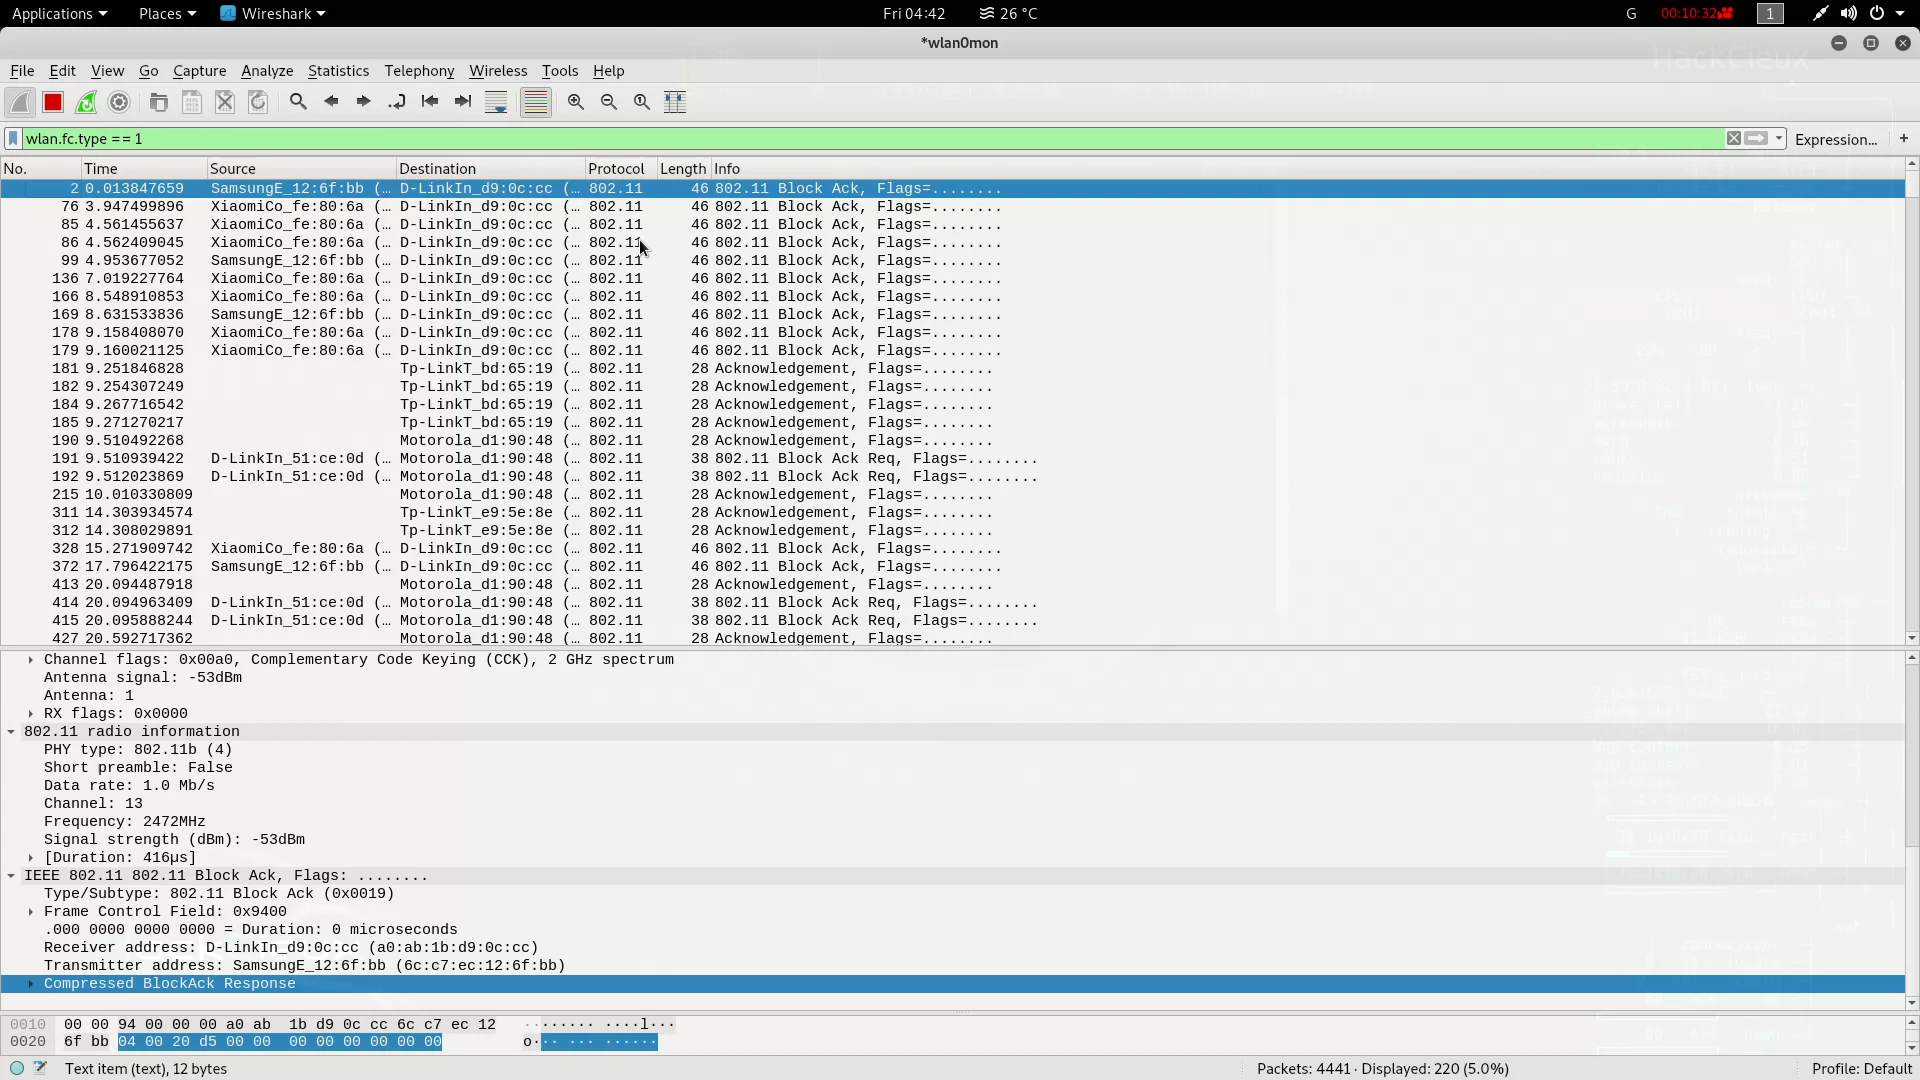 Applications Places Wireshark Fri 04:42 26 °C G 00:10:32 1
*wlan0mon
HackCieux
File Edit View Go Capture Analyze Statistics Telephony Wireless Tools Help
wlan.fc.type == 1 Expression... +
No. Time Source Destination Protocol Length Info
2 0.013847659 SamsungE_12:6f:bb (… D-LinkIn_d9:0c:cc (… 802.11 46 802.11 Block Ack, Flags=........
76 3.947499896 XiaomiCo_fe:80:6a (… D-LinkIn_d9:0c:cc (… 802.11 46 802.11 Block Ack, Flags=........
85 4.561455637 XiaomiCo_fe:80:6a (… D-LinkIn_d9:0c:cc (… 802.11 46 802.11 Block Ack, Flags=........
86 4.562409045 XiaomiCo_fe:80:6a (… D-LinkIn_d9:0c:cc (… 802.11 46 802.11 Block Ack, Flags=........
99 4.953677052 SamsungE_12:6f:bb (… D-LinkIn_d9:0c:cc (… 802.11 46 802.11 Block Ack, Flags=........
136 7.019227764 XiaomiCo_fe:80:6a (… D-LinkIn_d9:0c:cc (… 802.11 46 802.11 Block Ack, Flags=........
166 8.548910853 XiaomiCo_fe:80:6a (… D-LinkIn_d9:0c:cc (… 802.11 46 802.11 Block Ack, Flags=........
169 8.631533836 SamsungE_12:6f:bb (… D-LinkIn_d9:0c:cc (… 802.11 46 802.11 Block Ack, Flags=........
178 9.158408070 XiaomiCo_fe:80:6a (… D-LinkIn_d9:0c:cc (… 802.11 46 802.11 Block Ack, Flags=........
179 9.160021125 XiaomiCo_fe:80:6a (… D-LinkIn_d9:0c:cc (… 802.11 46 802.11 Block Ack, Flags=........
181 9.251846828 Tp-LinkT_bd:65:19 (… 802.11 28 Acknowledgement, Flags=........
182 9.254307249 Tp-LinkT_bd:65:19 (… 802.11 28 Acknowledgement, Flags=........
184 9.267716542 Tp-LinkT_bd:65:19 (… 802.11 28 Acknowledgement, Flags=........
185 9.271270217 Tp-LinkT_bd:65:19 (… 802.11 28 Acknowledgement, Flags=........
190 9.510492268 Motorola_d1:90:48 (… 802.11 28 Acknowledgement, Flags=........
191 9.510939422 D-LinkIn_51:ce:0d (… Motorola_d1:90:48 (… 802.11 38 802.11 Block Ack Req, Flags=........
192 9.512023869 D-LinkIn_51:ce:0d (… Motorola_d1:90:48 (… 802.11 38 802.11 Block Ack Req, Flags=........
215 10.010330809 Motorola_d1:90:48 (… 802.11 28 Acknowledgement, Flags=........
311 14.303934574 Tp-LinkT_e9:5e:8e (… 802.11 28 Acknowledgement, Flags=........
312 14.308029891 Tp-LinkT_e9:5e:8e (… 802.11 28 Acknowledgement, Flags=........
328 15.271909742 XiaomiCo_fe:80:6a (… D-LinkIn_d9:0c:cc (… 802.11 46 802.11 Block Ack, Flags=........
372 17.796422175 SamsungE_12:6f:bb (… D-LinkIn_d9:0c:cc (… 802.11 46 802.11 Block Ack, Flags=........
413 20.094487918 Motorola_d1:90:48 (… 802.11 28 Acknowledgement, Flags=........
414 20.094963409 D-LinkIn_51:ce:0d (… Motorola_d1:90:48 (… 802.11 38 802.11 Block Ack Req, Flags=........
415 20.095888244 D-LinkIn_51:ce:0d (… Motorola_d1:90:48 (… 802.11 38 802.11 Block Ack Req, Flags=........
427 20.592717362 Motorola_d1:90:48 (… 802.11 28 Acknowledgement, Flags=........
Channel flags: 0x00a0, Complementary Code Keying (CCK), 2 GHz spectrum
Antenna signal: -53dBm
Antenna: 1
RX flags: 0x0000
802.11 radio information
PHY type: 802.11b (4)
Short preamble: False
Data rate: 1.0 Mb/s
Channel: 13
Frequency: 2472MHz
Signal strength (dBm): -53dBm
[Duration: 416µs]
IEEE 802.11 802.11 Block Ack, Flags: ........
Type/Subtype: 802.11 Block Ack (0x0019)
Frame Control Field: 0x9400
.000 0000 0000 0000 = Duration: 0 microseconds
Receiver address: D-LinkIn_d9:0c:cc (a0:ab:1b:d9:0c:cc)
Transmitter address: SamsungE_12:6f:bb (6c:c7:ec:12:6f:bb)
Compressed BlockAck Response
0010 00 00 94 00 00 00 a0 ab 1b d9 0c cc 6c c7 ec 12 ········ ····l···
0020 6f bb 04 00 20 d5 00 00 00 00 00 00 00 00 o··· ··· ······
Text item (text), 12 bytes Packets: 4441 · Displayed: 220 (5.0%) Profile: Default